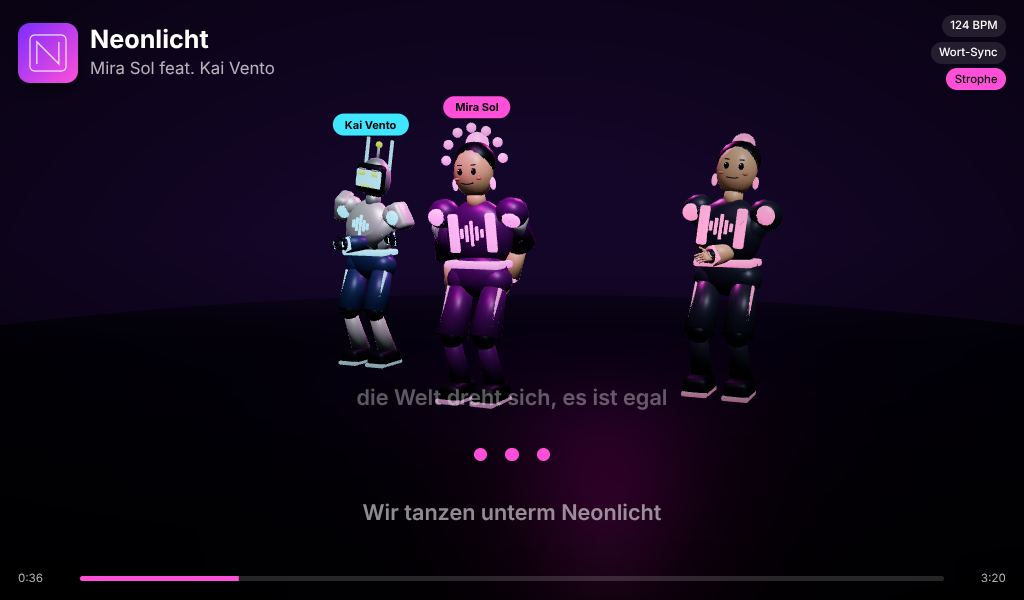 N
Neonlicht
Mira Sol feat. Kai Vento
124 BPM
Wort-Sync
Strophe
Mira Sol
Kai Vento
die Welt dreht sich, es ist egal
Wir tanzen unterm Neonlicht
0:36
3:20